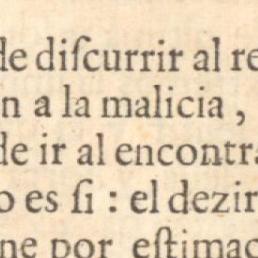 de diſcurrir al re
n a la malicia ,
de ir al encontra
o es ſi : el dezir
ne por eſtimac